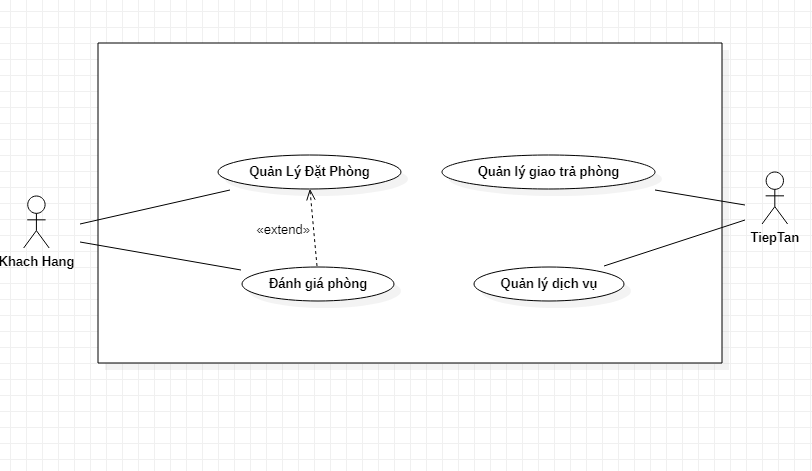 Quản Lý Đặt Phòng
Quản lý giao trả phòng
«extend»
Khach Hang
TiepTan
Đánh giá phòng
Quản lý dịch vụ